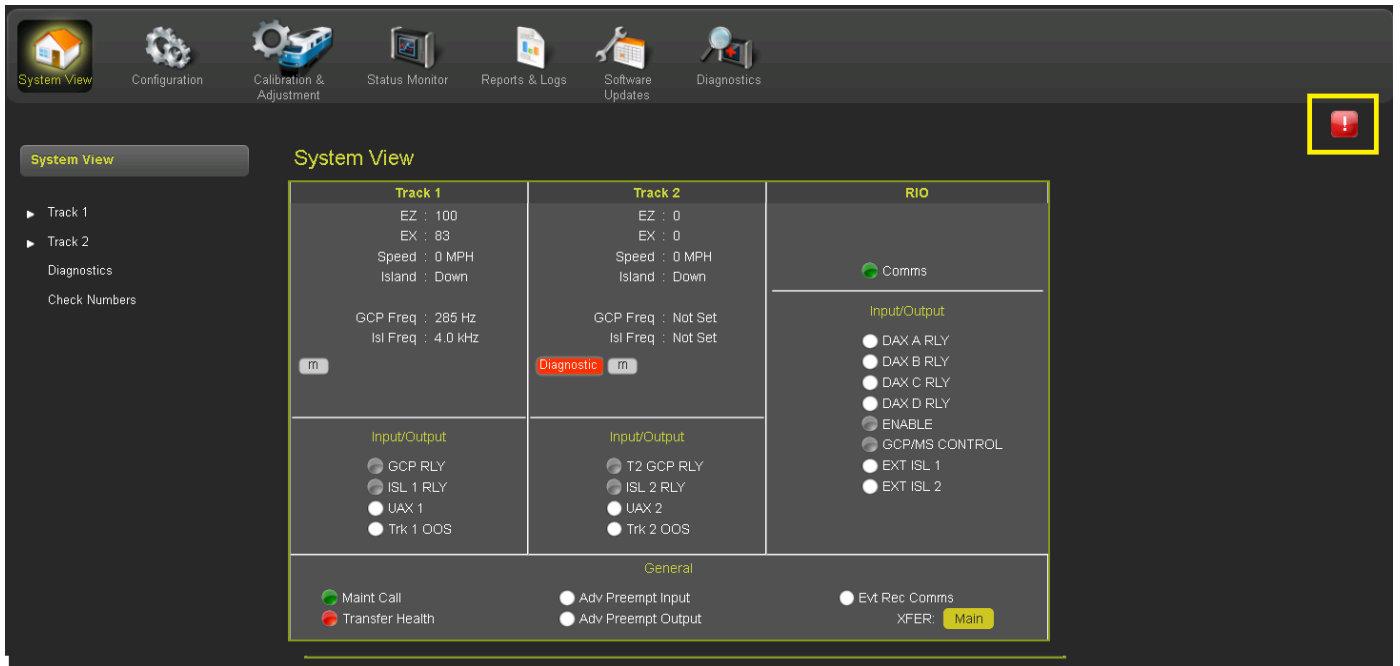 System View
Configuration
Calibration &
Adjustment
Status Monitor
Reports & Logs
Software
Updates
Diagnostics
!
System View
Track 1
Track 2
Diagnostics
Check Numbers
System View
Track 1
EZ : 100
EX : 83
Speed : 0 MPH
Island : Down
GCP Freq : 285 Hz
Isl Freq : 4.0 kHz
m
Input/Output
GCP RLY
ISL 1 RLY
UAX 1
Trk 1 OOS
Track 2
EZ : 0
EX : 0
Speed : 0 MPH
Island : Down
GCP Freq : Not Set
Isl Freq : Not Set
Diagnostic m
Input/Output
T2 GCP RLY
ISL 2 RLY
UAX 2
Trk 2 OOS
RIO
Comms
Input/Output
DAX A RLY
DAX B RLY
DAX C RLY
DAX D RLY
ENABLE
GCP/MS CONTROL
EXT ISL 1
EXT ISL 2
General
Maint Call
Transfer Health
Adv Preempt Input
Adv Preempt Output
Evt Rec Comms
XFER: Main